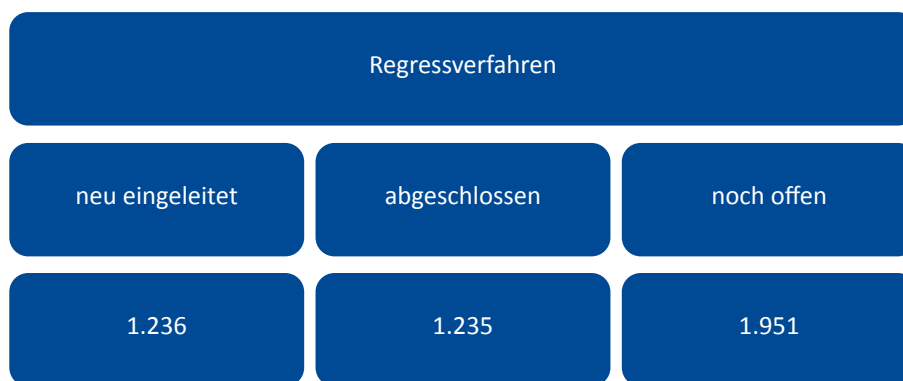 Regressverfahren
neu eingeleitet
abgeschlossen
noch offen
1.236
1.235
1.951